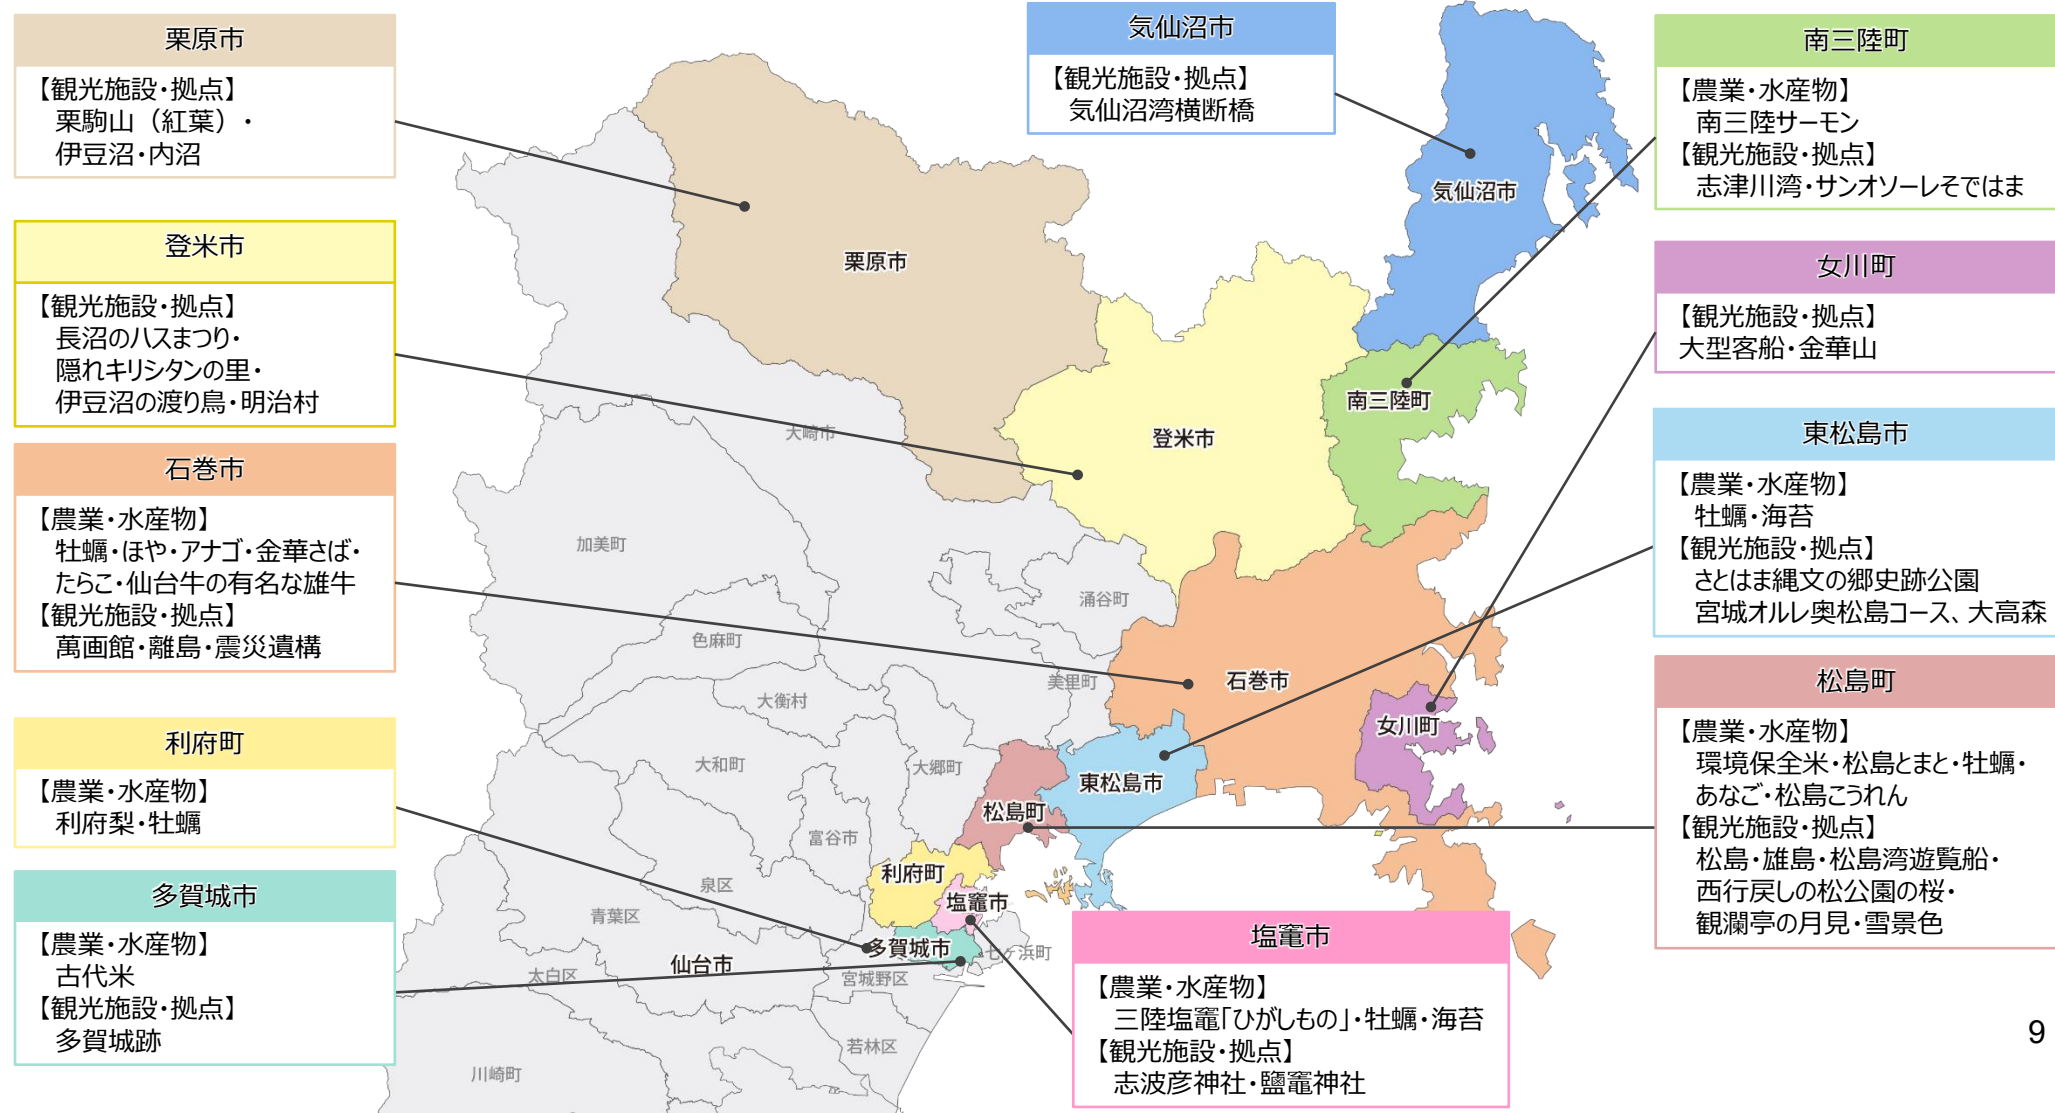 栗原市
【観光施設・拠点】
栗駒山（紅葉）・
伊豆沼・内沼
登米市
【観光施設・拠点】
長沼のハスまつり・
隠れキリシタンの里・
伊豆沼の渡り鳥・明治村
石巻市
【農業・水産物】
牡蠣・ほや・アナゴ・金華さば・
たらこ・仙台牛の有名な雄牛
【観光施設・拠点】
萬画館・離島・震災遺構
利府町
【農業・水産物】
利府梨・牡蠣
多賀城市
【農業・水産物】
古代米
【観光施設・拠点】
多賀城跡
気仙沼市
【観光施設・拠点】
気仙沼湾横断橋
南三陸町
【農業・水産物】
南三陸サーモン
【観光施設・拠点】
志津川湾・サンオソーレそではま
女川町
【観光施設・拠点】
大型客船・金華山
東松島市
【農業・水産物】
牡蠣・海苔
【観光施設・拠点】
さとはま縄文の郷史跡公園
宮城オルレ奥松島コース、大高森
松島町
【農業・水産物】
環境保全米・松島とまと・牡蠣・
あなご・松島こうれん
【観光施設・拠点】
松島・雄島・松島湾遊覧船・
西行戻しの松公園の桜・
観瀾亭の月見・雪景色
塩竈市
【農業・水産物】
三陸塩竈「ひがしもの」・牡蠣・海苔
【観光施設・拠点】
志波彦神社・鹽竈神社
気仙沼市
栗原市
南三陸町
登米市
大崎市
加美町
涌谷町
色麻町
美里町
石巻市
大衡村
女川町
大和町
大郷町
東松島市
松島町
富谷市
利府町
泉区
塩竈市
青葉区
多賀城市
七ヶ浜町
仙台市
太白区
宮城野区
若林区
川崎町
9